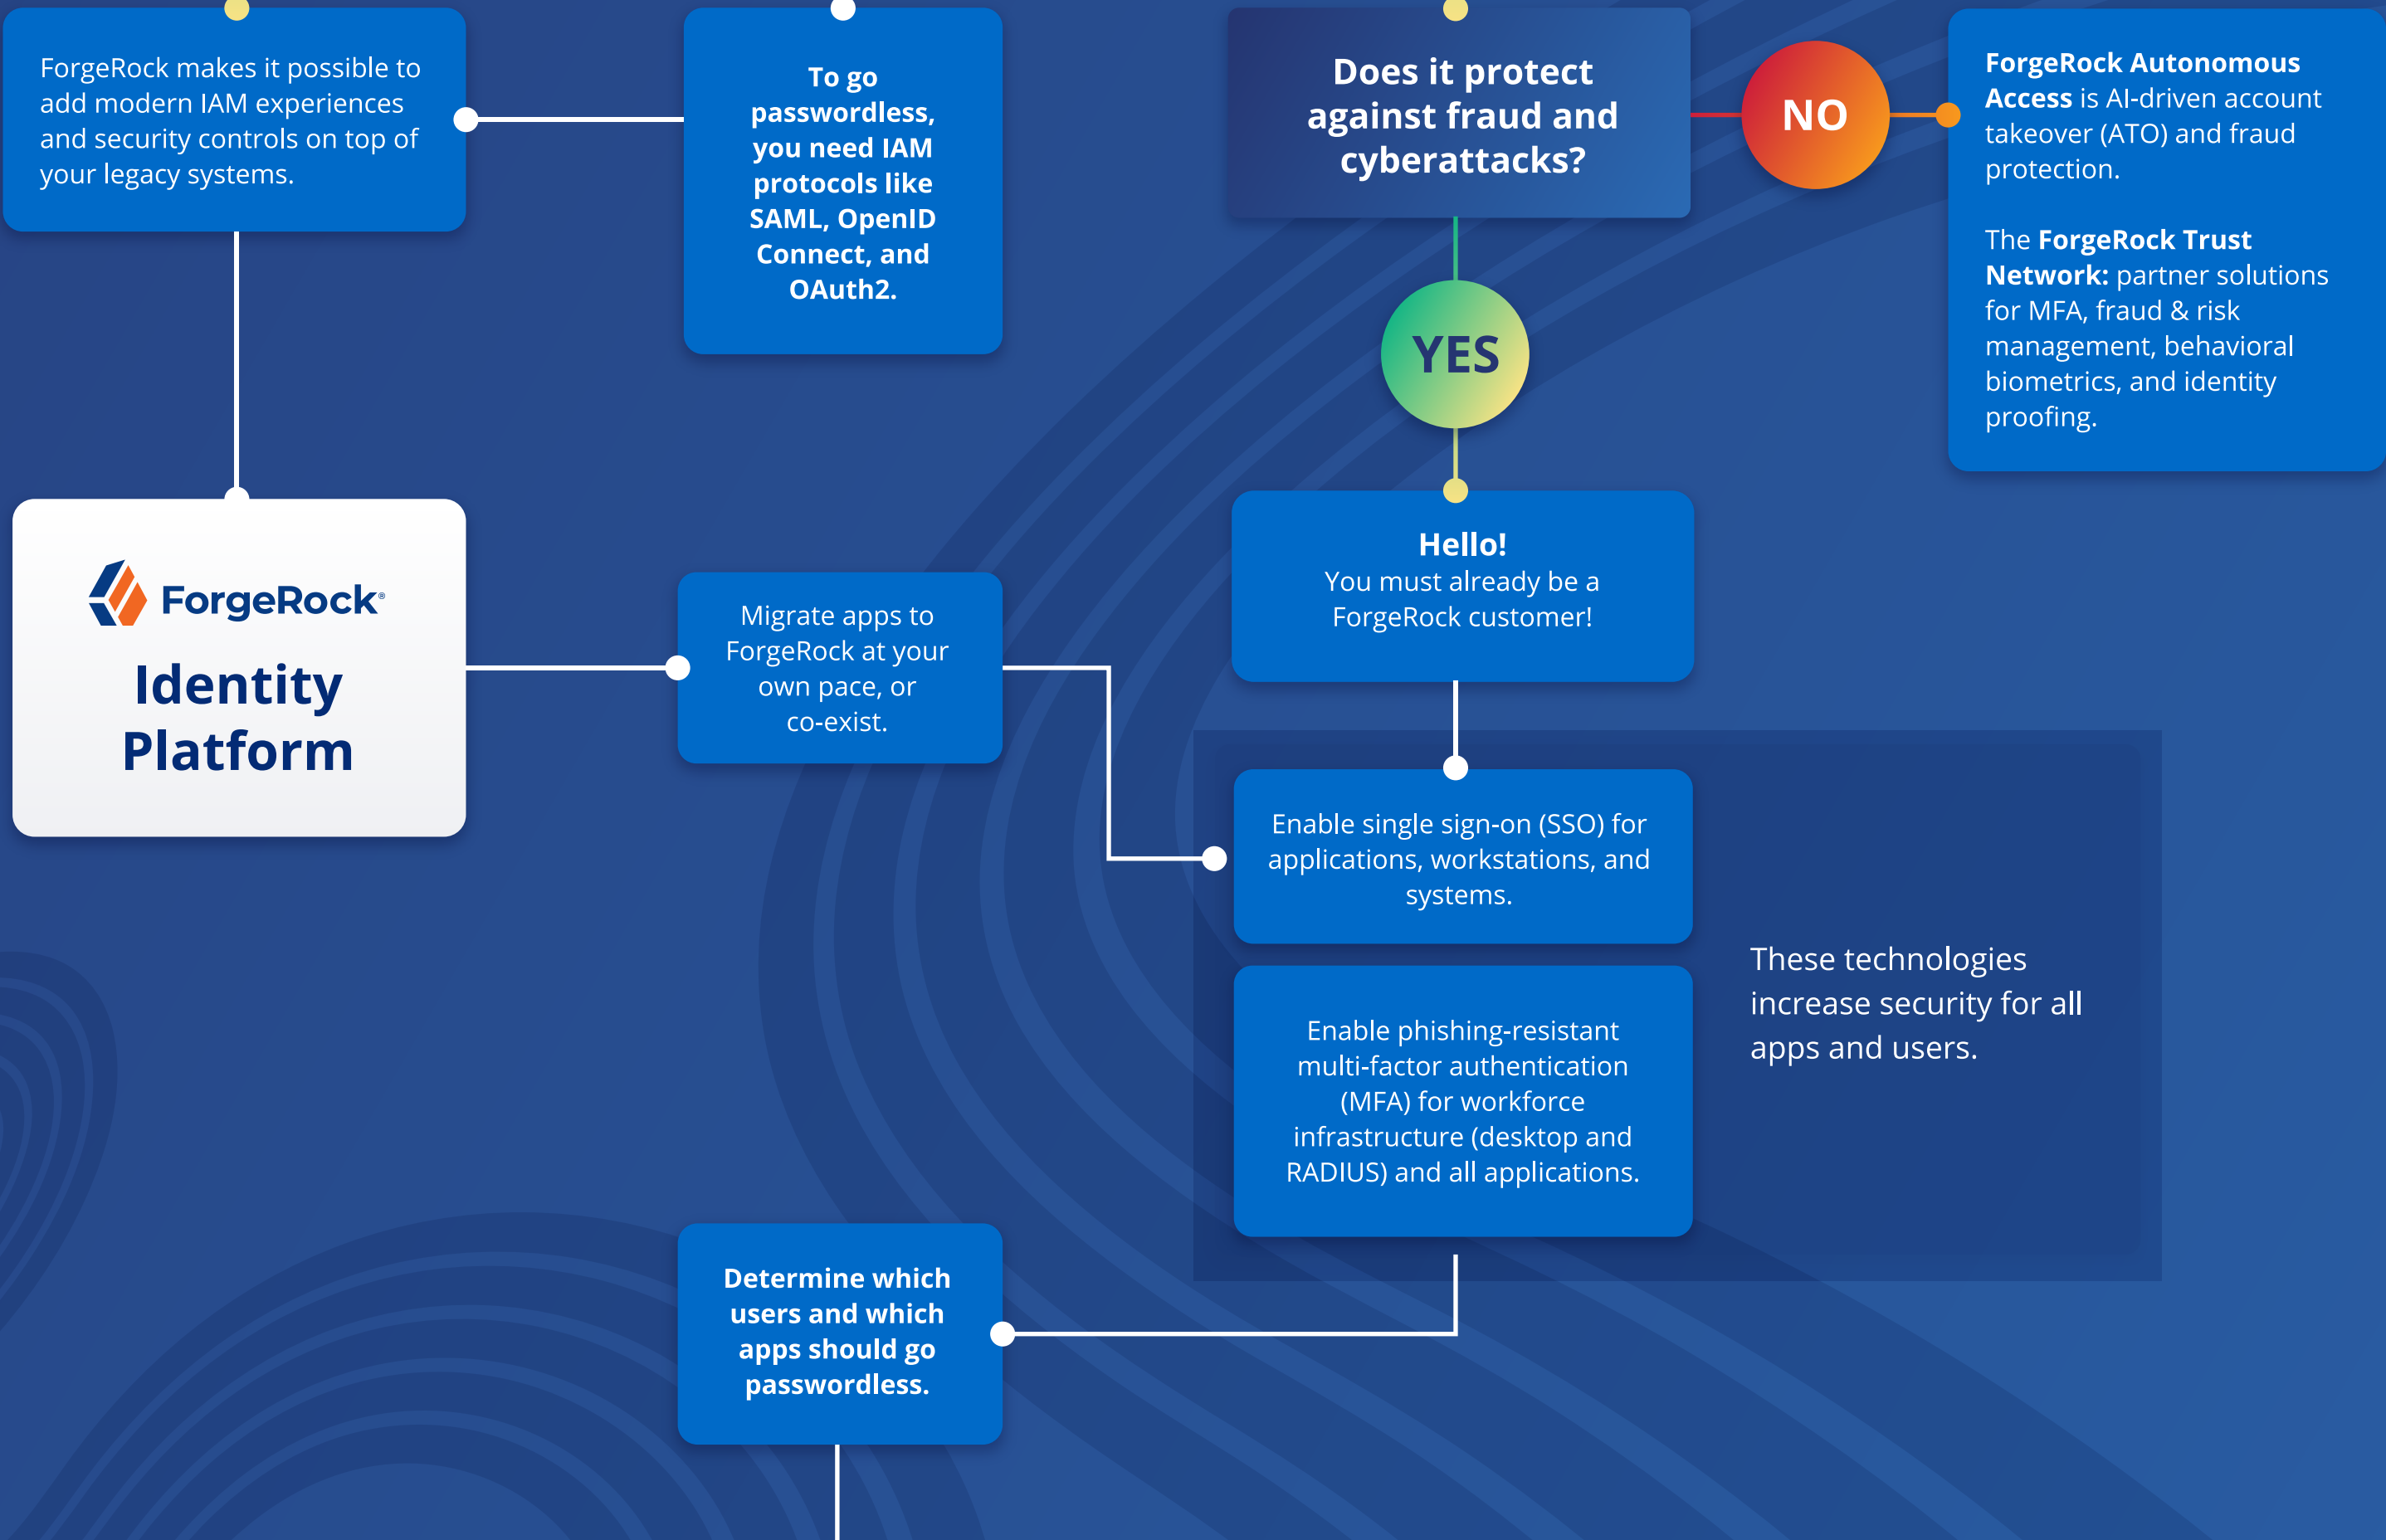 ForgeRock makes it possible to
add modern IAM experiences
and security controls on top of
your legacy systems.
To go
passwordless,
you need IAM
protocols like
SAML, OpenID
Connect, and
OAuth2.
Does it protect
against fraud and
cyberattacks?
NO
ForgeRock Autonomous
Access is AI-driven account
takeover (ATO) and fraud
protection.
The ForgeRock Trust
Network: partner solutions
for MFA, fraud & risk
management, behavioral
biometrics, and identity
proofing.
YES
Hello!
You must already be a
ForgeRock customer!
ForgeRock®
Identity
Platform
Migrate apps to
ForgeRock at your
own pace, or
co-exist.
Enable single sign-on (SSO) for
applications, workstations, and
systems.
Enable phishing-resistant
multi-factor authentication
(MFA) for workforce
infrastructure (desktop and
RADIUS) and all applications.
These technologies
increase security for all
apps and users.
Determine which
users and which
apps should go
passwordless.